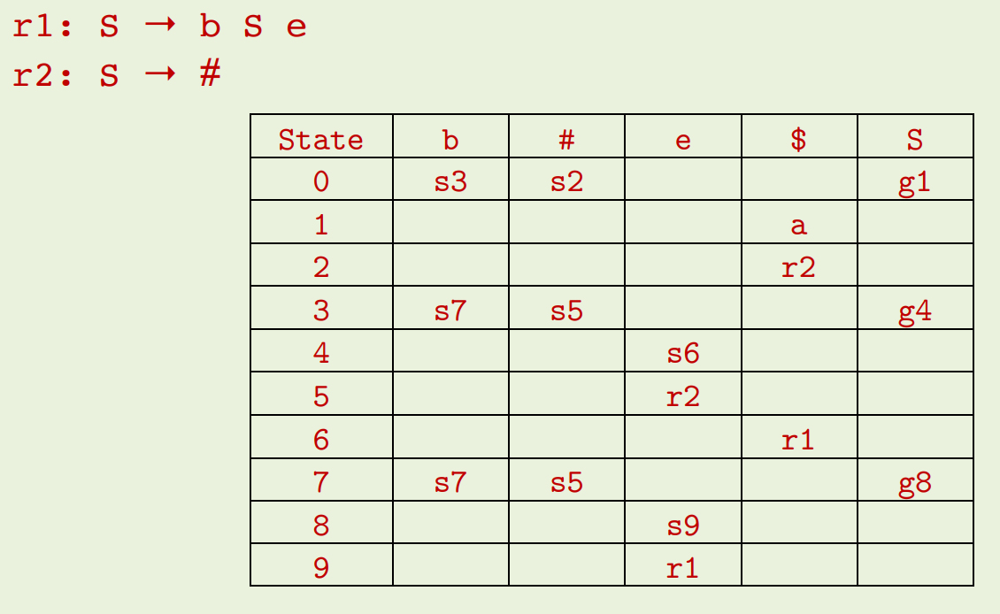 r1: S → b S e
r2: S → #
State b # e $ S
0 s3 s2 g1
1 a
2 r2
3 s7 s5 g4
4 s6
5 r2
6 r1
7 s7 s5 g8
8 s9
9 r1